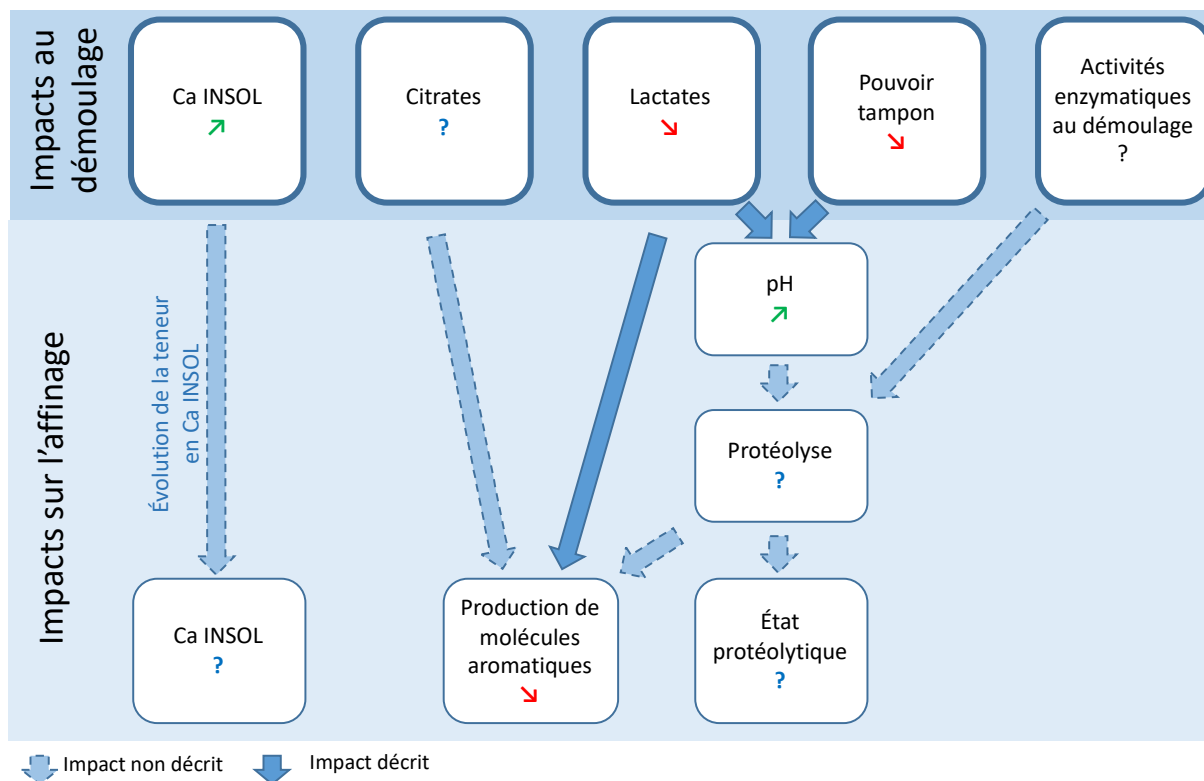 Impacts au
démoulage
Ca INSOL
↗
Citrates
?
Lactates
↘
Pouvoir
tampon
↘
Activités
enzymatiques
au démoulage
?
Impacts sur l'affinage
Évolution de la teneur
en Ca INSOL
pH
↗
Protéolyse
?
Ca INSOL
?
Production de
molécules
aromatiques
↘
État
protéolytique
?
Impact non décrit
Impact décrit